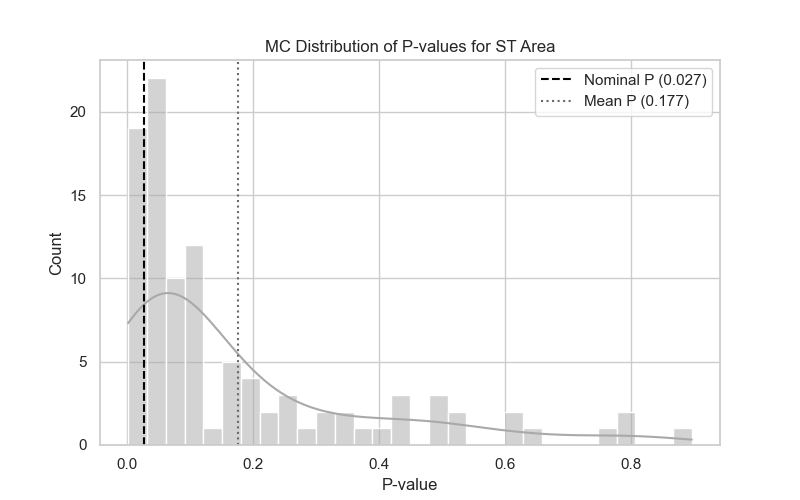 MC Distribution of P-values for ST Area
Nominal P (0.027)
Mean P (0.177)
20
15
10
5
0
Count
0.0 0.2 0.4 0.6 0.8
P-value